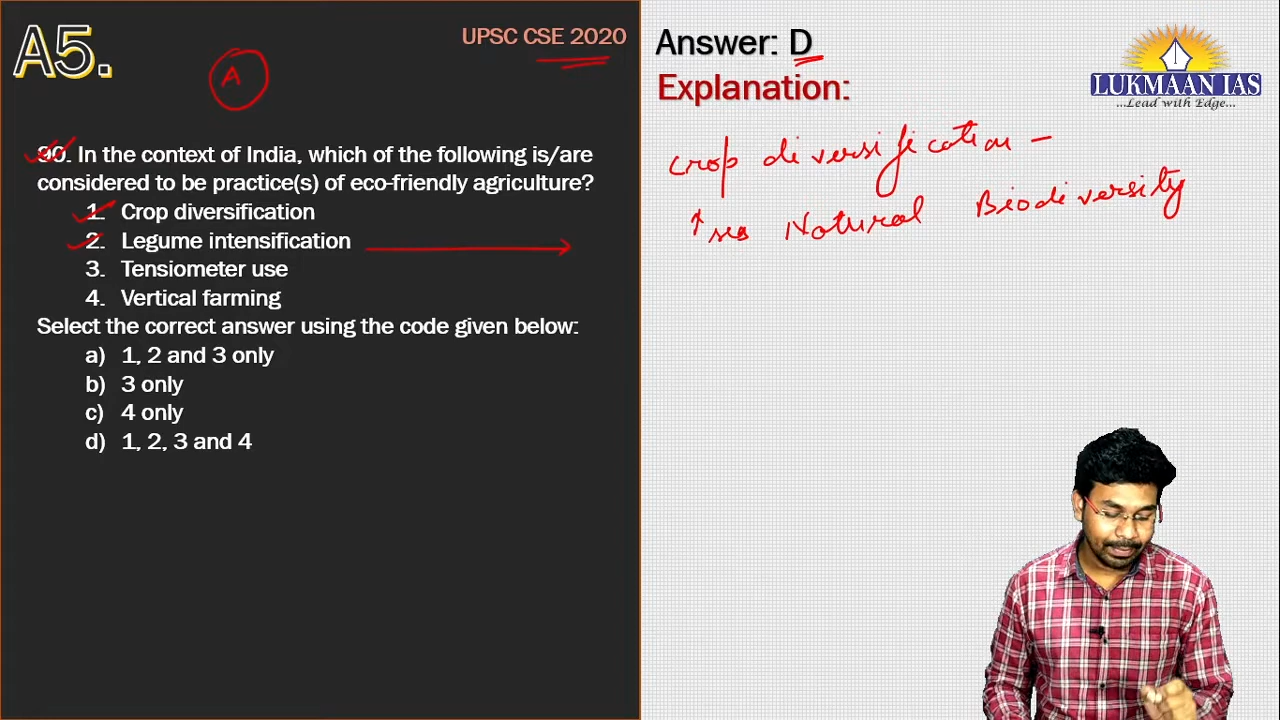 A5.
UPSC CSE 2020
A
90. In the context of India, which of the following is/are
considered to be practice(s) of eco-friendly agriculture?
1. Crop diversification
2. Legume intensification
3. Tensiometer use
4. Vertical farming
Select the correct answer using the code given below:
a) 1, 2 and 3 only
b) 3 only
c) 4 only
d) 1, 2, 3 and 4
Answer: D
Explanation:
LUKMAAN IAS
...Lead with Edge...
crop diversification -
↑ses Natural Biodiversity